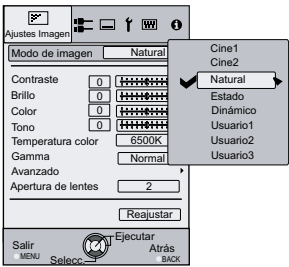 Ajustes Imagen
Modo de imagen Natural
Contraste 0
Brillo 0
Color 0
Tono 0
Temperatura color 6500K
Gamma Normal
Avanzado
Apertura de lentes 2
Reajustar
Salir
MENU
Selecc.
Ejecutar
Atrás
BACK
Cine1
Cine2
Natural
Estado
Dinámico
Usuario1
Usuario2
Usuario3